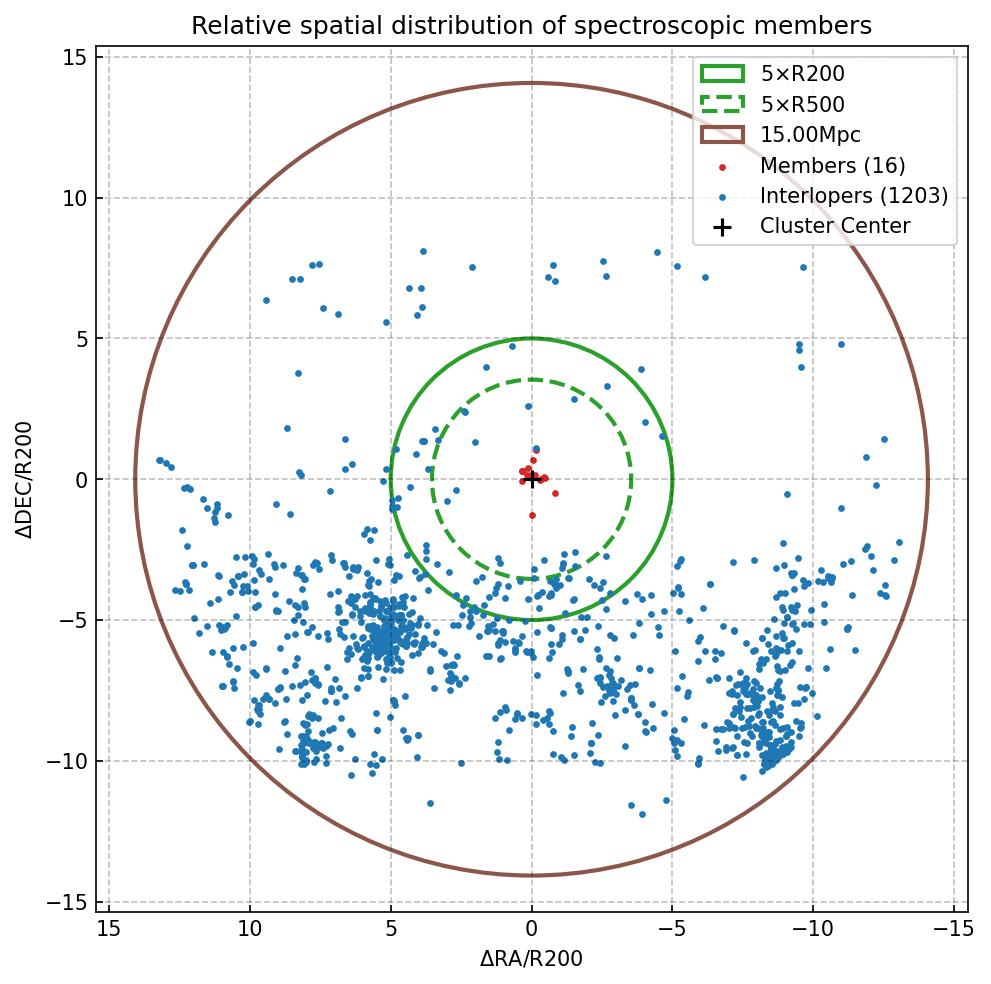 Relative spatial distribution of spectroscopic members
15
10
5
0
−5
−10
−15
ΔDEC/R200
5×R200
5×R500
15.00Mpc
Members (16)
Interlopers (1203)
Cluster Center
15
10
5
0
−5
−10
−15
ΔRA/R200